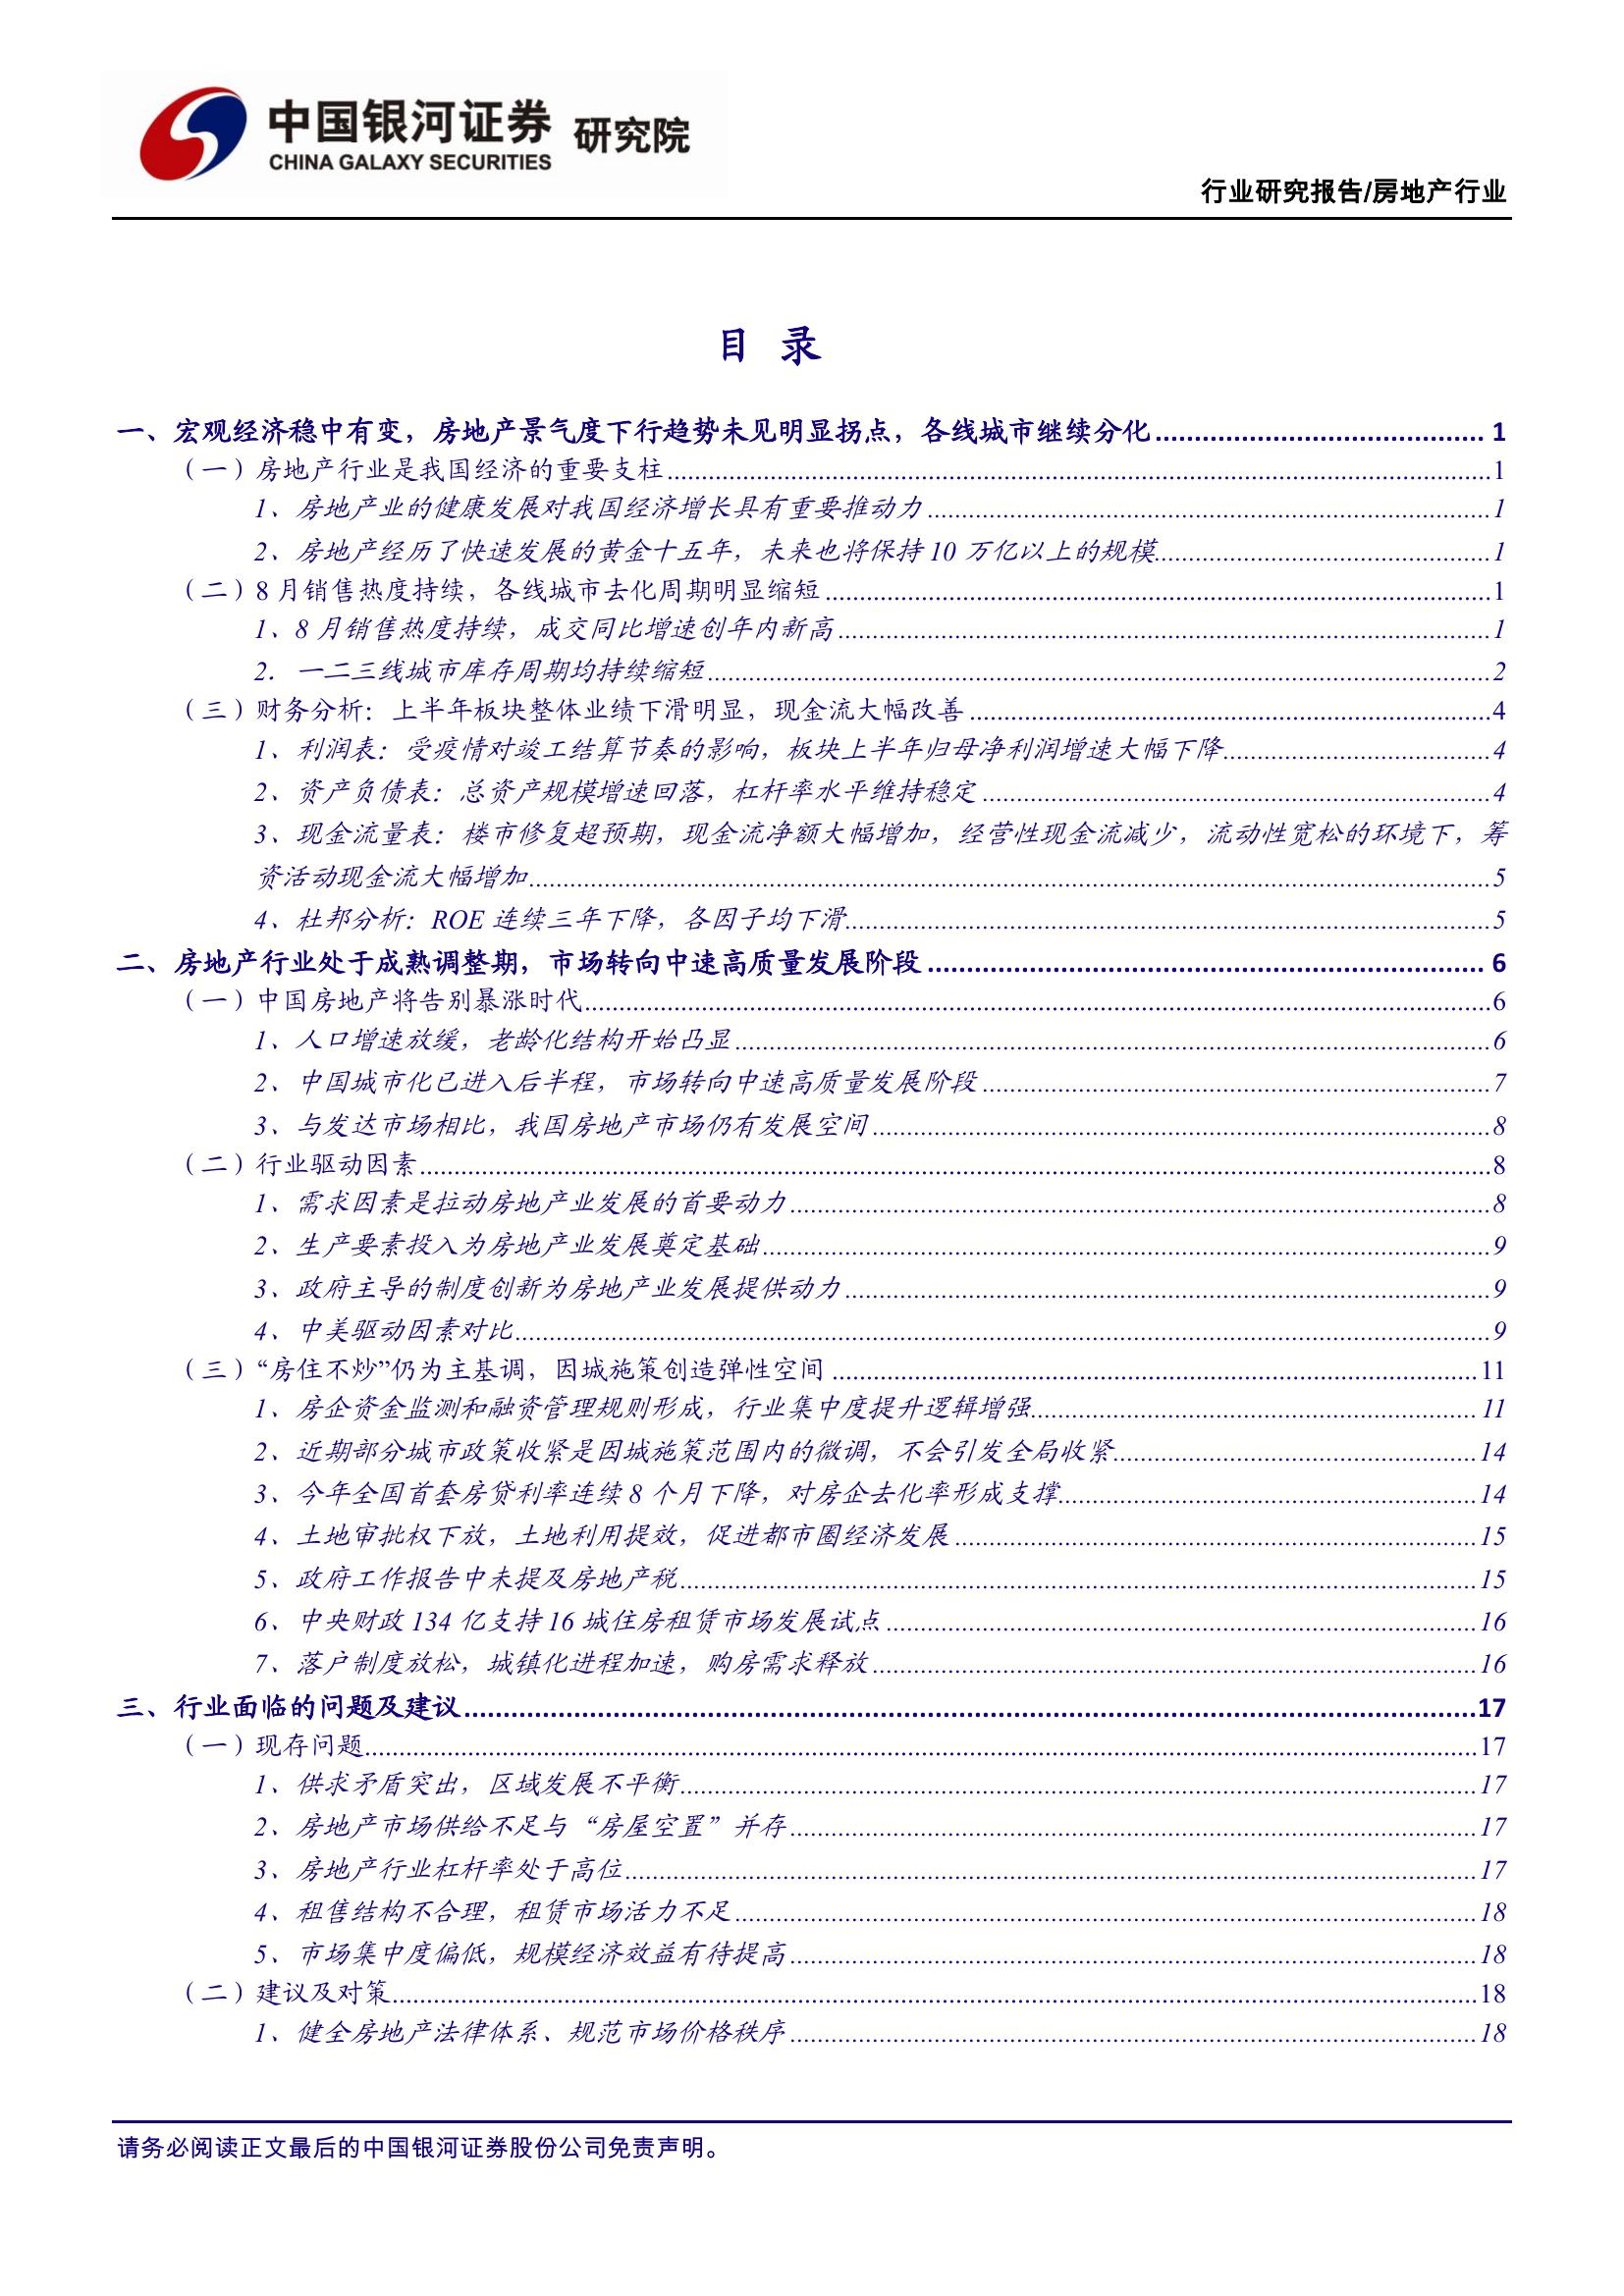 中国银河证券 研究院
CHINA GALAXY SECURITIES
行业研究报告/房地产行业
目 录
一、宏观经济稳中有变，房地产景气度下行趋势未见明显拐点，各线城市继续分化.......................................... 1
（一）房地产行业是我国经济的重要支柱..........................................1
1、房地产业的健康发展对我国经济增长具有重要推动力..........................................1
2、房地产经历了快速发展的黄金十五年，未来也将保持 10 万亿以上的规模..........................................1
（二）8 月销售热度持续，各线城市去化周期明显缩短..........................................1
1、8 月销售热度持续，成交同比增速创年内新高..........................................1
2. 一二三线城市库存周期均持续缩短..........................................2
（三）财务分析：上半年板块整体业绩下滑明显，现金流大幅改善..........................................4
1、利润表：受疫情对竣工结算节奏的影响，板块上半年归母净利润增速大幅下降..........................................4
2、资产负债表：总资产规模增速回落，杠杆率水平维持稳定..........................................4
3、现金流量表：楼市修复超预期，现金流净额大幅增加，经营性现金流减少，流动性宽松的环境下，筹
资活动现金流大幅增加..........................................5
4、杜邦分析：ROE 连续三年下降，各因子均下滑..........................................5
二、房地产行业处于成熟调整期，市场转向中速高质量发展阶段.......................................... 6
（一）中国房地产将告别暴涨时代..........................................6
1、人口增速放缓，老龄化结构开始凸显..........................................6
2、中国城市化已进入后半程，市场转向中速高质量发展阶段..........................................7
3、与发达市场相比，我国房地产市场仍有发展空间..........................................8
（二）行业驱动因素..........................................8
1、需求因素是拉动房地产业发展的首要动力..........................................8
2、生产要素投入为房地产业发展奠定基础..........................................9
3、政府主导的制度创新为房地产业发展提供动力..........................................9
4、中美驱动因素对比..........................................9
（三）“房住不炒”仍为主基调，因城施策创造弹性空间..........................................11
1、房企资金监测和融资管理规则形成，行业集中度提升逻辑增强..........................................11
2、近期部分城市政策收紧是因城施策范围内的微调，不会引发全局收紧..........................................14
3、今年全国首套房贷利率连续 8 个月下降，对房企去化率形成支撑..........................................14
4、土地审批权下放，土地利用提效，促进都市圈经济发展..........................................15
5、政府工作报告中未提及房地产税..........................................15
6、中央财政 134 亿支持 16 城住房租赁市场发展试点..........................................16
7、落户制度放松，城镇化进程加速，购房需求释放..........................................16
三、行业面临的问题及建议..........................................17
（一）现存问题..........................................17
1、供求矛盾突出，区域发展不平衡..........................................17
2、房地产市场供给不足与“房屋空置”并存..........................................17
3、房地产行业杠杆率处于高位..........................................17
4、租售结构不合理，租赁市场活力不足..........................................18
5、市场集中度偏低，规模经济效益有待提高..........................................18
（二）建议及对策..........................................18
1、健全房地产法律体系、规范市场价格秩序..........................................18
请务必阅读正文最后的中国银河证券股份公司免责声明。